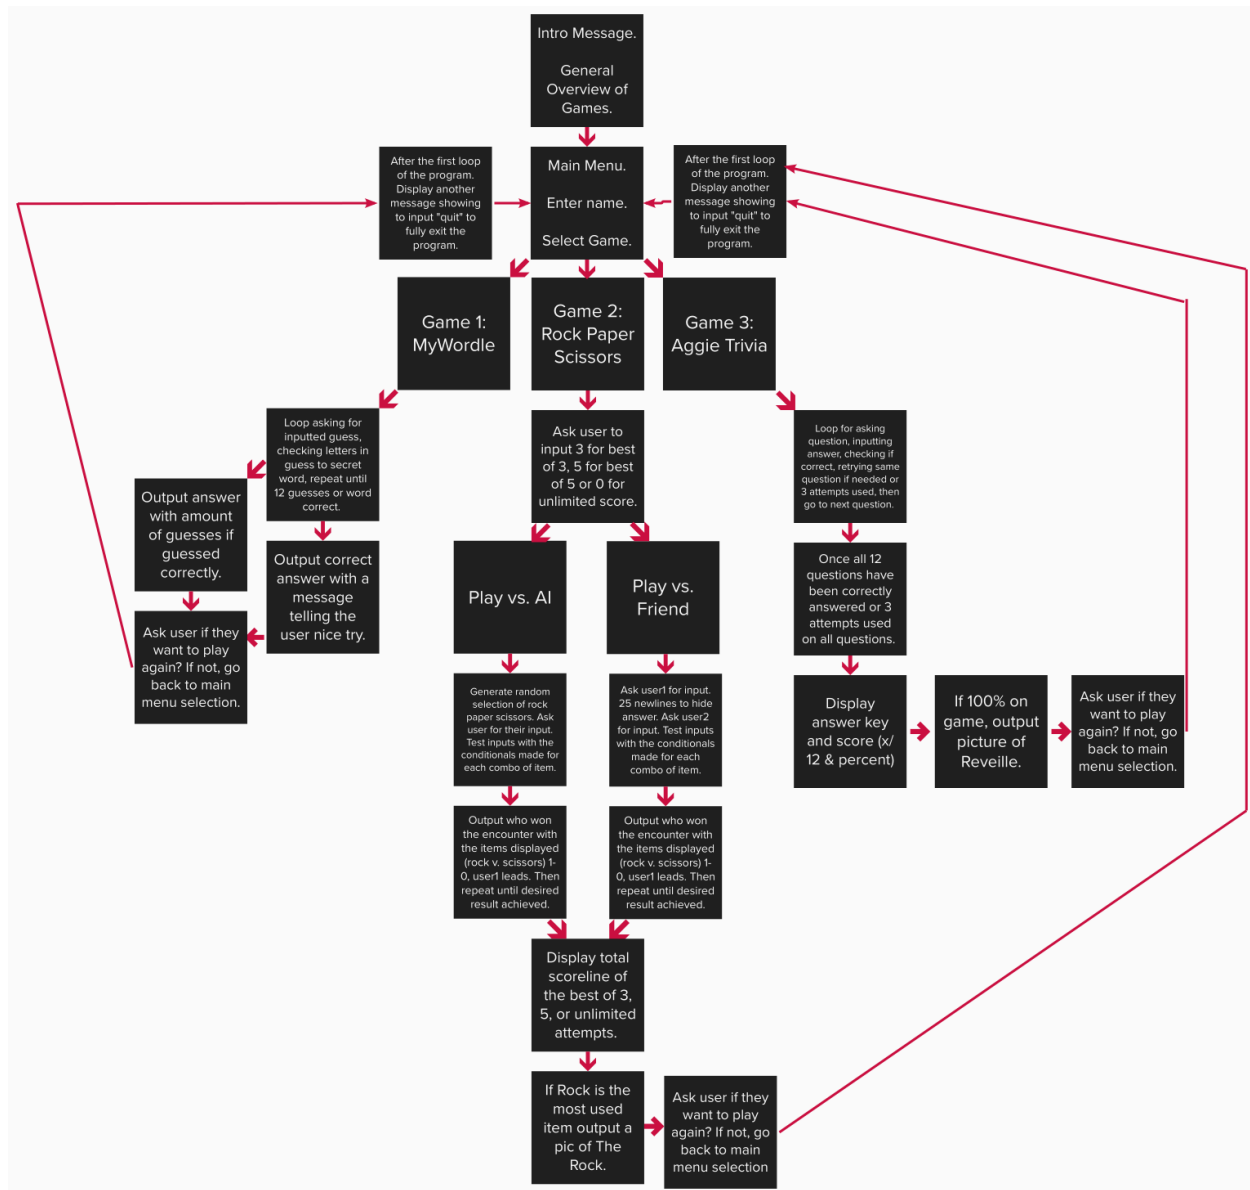 Intro Message.
General
Overview of
Games.
After the first loop
of the program.
Display another
message showing
to input "quit" to
fully exit the
program.
Main Menu.
Enter name.
Select Game.
After the first loop
of the program.
Display another
message showing
to input "quit" to
fully exit the
program.
Game 1:
MyWordle
Game 2:
Rock Paper
Scissors
Game 3:
Aggie Trivia
Loop asking for
inputted guess,
checking letters in
guess to secret
word, repeat until
12 guesses or word
correct.
Output answer
with amount
of guesses if
guessed
correctly.
Output correct
answer with a
message
telling the
user nice try.
Ask user if they
want to play
again? If not, go
back to main
menu selection.
Ask user to
input 3 for best
of 3, 5 for best
of 5 or 0 for
unlimited score.
Play vs. AI
Play vs.
Friend
Generate random
selection of rock
paper scissors. Ask
user for their input.
Test inputs with the
conditionals made for
each combo of item.
Ask user1 for input.
25 newlines to hide
answer. Ask user2
for input. Test inputs
with the conditionals
made for each
combo of item.
Output who won
the encounter with
the items displayed
(rock v. scissors) 1-
0, user1 leads. Then
repeat until desired
result achieved.
Output who won
the encounter with
the items displayed
(rock v. scissors) 1-
0, user1 leads. Then
repeat until desired
result achieved.
Display total
scoreline of
the best of 3,
5, or unlimited
attempts.
If Rock is the
most used
item output a
pic of The
Rock.
Ask user if they
want to play
again? If not, go
back to main
menu selection
Loop for asking
question, inputting
answer, checking if
correct, retrying same
question if needed or
3 attempts used, then
go to next question.
Once all 12
questions have
been correctly
answered or 3
attempts used
on all questions.
Display
answer key
and score (x/
12 & percent)
If 100% on
game, output
picture of
Reveille.
Ask user if they
want to play
again? If not, go
back to main
menu selection.